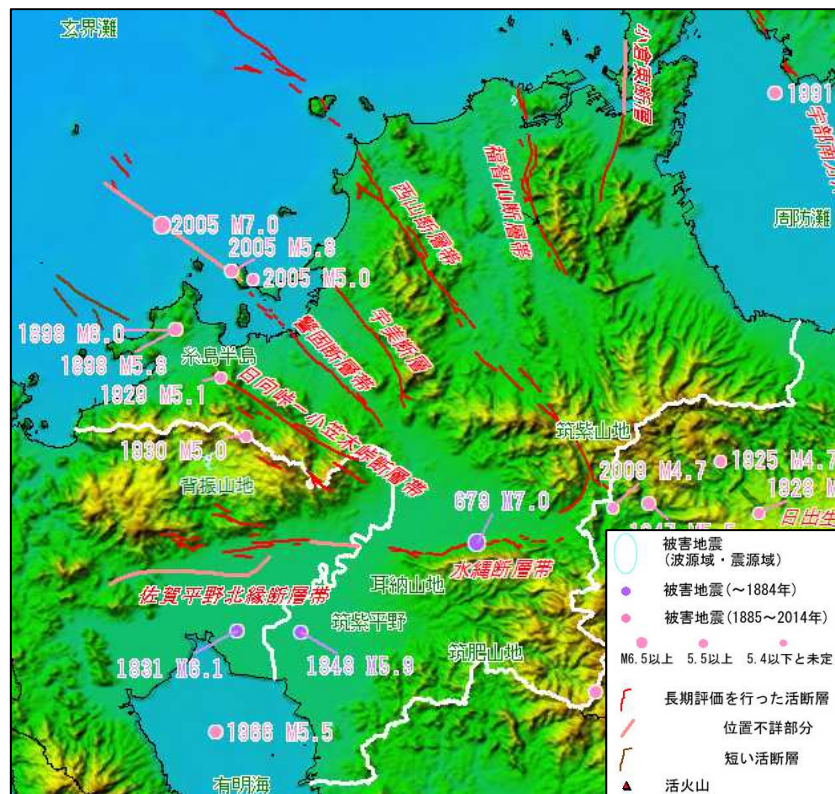 玄界灘
小倉東断層
1991
宇部南方沖
福智山断層帯
西山断層帯
周防灘
2005 M7.0
2005 M5.8
2005 M5.0
宇美断層
警固断層帯
1898 M6.0
1898 M5.8
糸島半島
1929 M5.1
日向峠－小笠木峠断層帯
1930 M5.0
脊振山地
筑紫山地
2009 M4.7
1925 M4.7
1928 M
日出生
679 M7.0
水縄断層帯
耳納山地
佐賀平野北縁断層帯
筑紫平野
1831 M6.1
1848 M5.9
筑肥山地
1966 M5.5
有明海
被害地震
(波源域・震源域)
被害地震(～1884年)
被害地震(1885～2014年)
M6.5以上 5.5以上 5.4以下と未定
長期評価を行った活断層
位置不詳部分
短い活断層
活火山